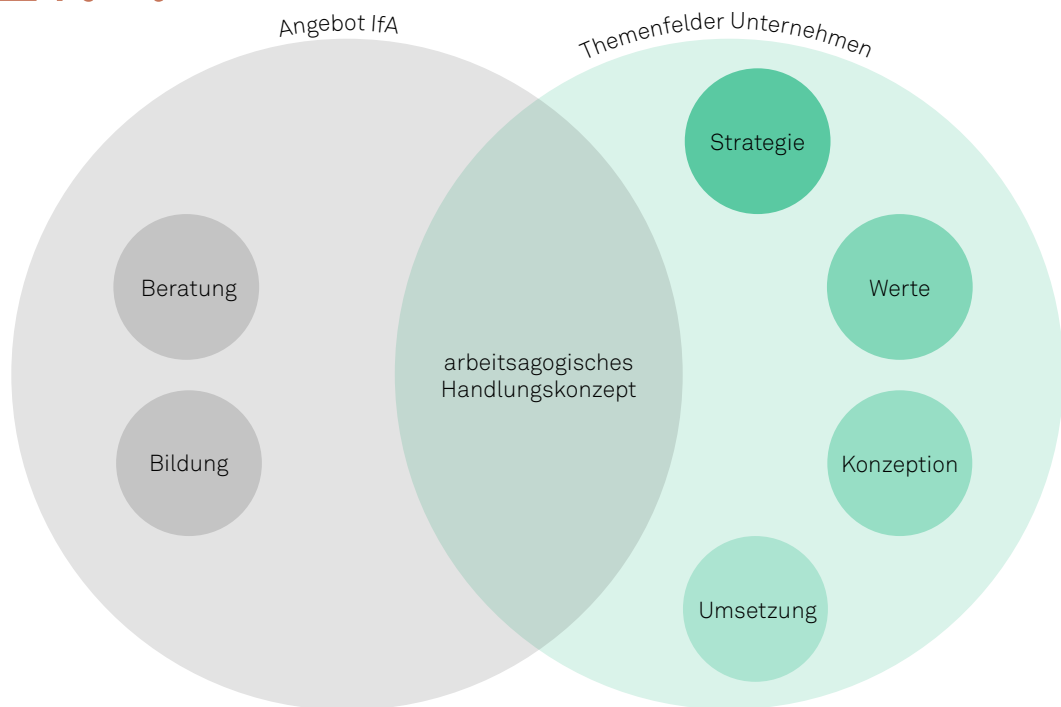 Angebot IfA
Themenfelder Unternehmen
Strategie
Beratung
Werte
arbeitsagogisches
Handlungskonzept
Bildung
Konzeption
Umsetzung